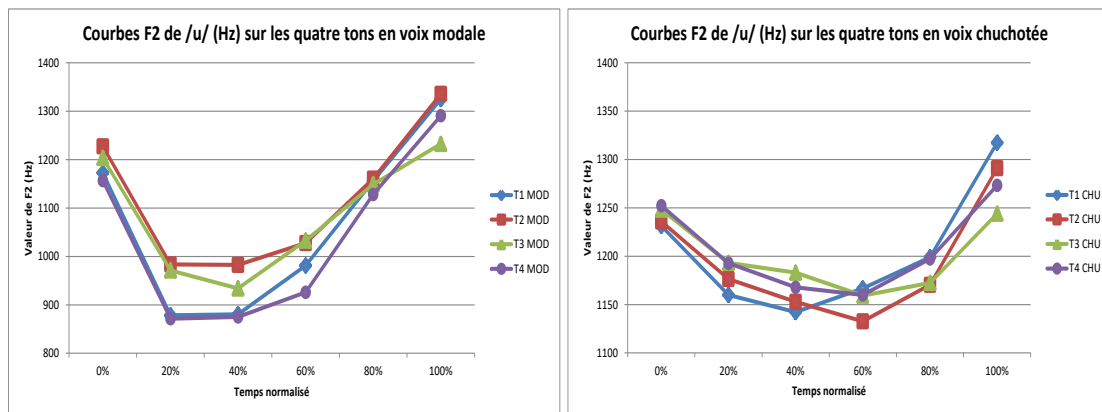 Courbes F2 de /u/ (Hz) sur les quatre tons en voix modale
Valeur de F2 (Hz)
1400
1300
1200
1100
1000
900
800
0% 20% 40% 60% 80% 100%
Temps normalisé
T1 MOD
T2 MOD
T3 MOD
T4 MOD
Courbes F2 de /u/ (Hz) sur les quatre tons en voix chuchotée
Valeur de F2 (Hz)
1400
1350
1300
1250
1200
1150
1100
0% 20% 40% 60% 80% 100%
Temps normalisé
T1 CHU
T2 CHU
T3 CHU
T4 CHU